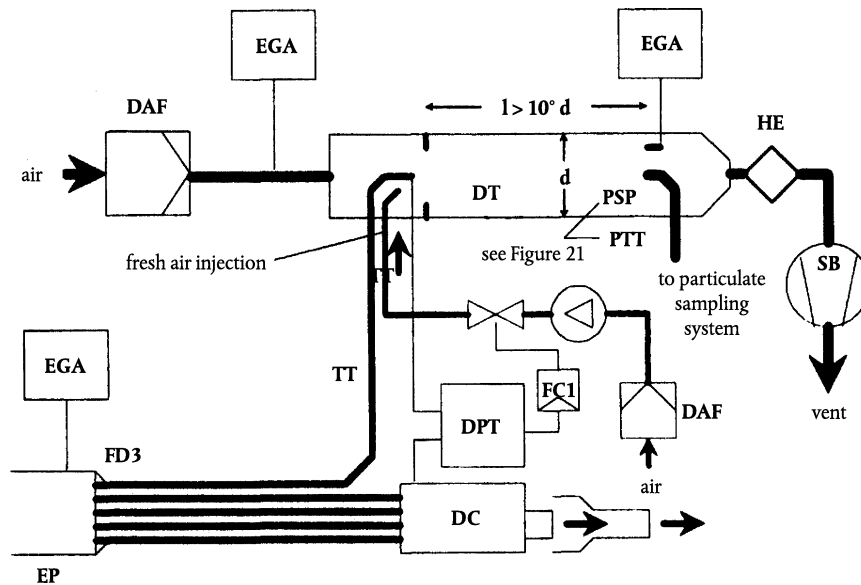 EGA
EGA
DAF
l > 10° d
HE
air
d
DT
PSP
PTT
see Figure 21
fresh air injection
TT
to particulate
sampling
system
SB
EGA
TT
FC1
DAF
vent
DPT
FD3
air
DC
EP